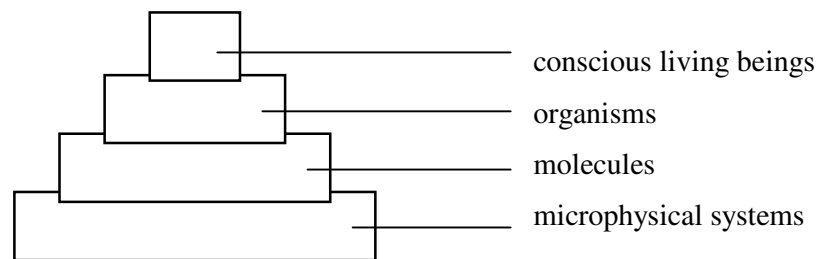 conscious living beings
organisms
molecules
microphysical systems